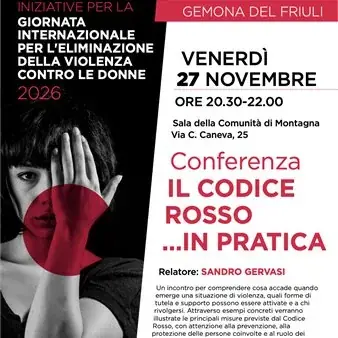 INIZIATIVE PER LA
GIORNATA
INTERNAZIONALE
PER L'ELIMINAZIONE
DELLA VIOLENZA
CONTRO LE DONNE
2026
GEMONA DEL FRIULI
VENERDÌ
27 NOVEMBRE
ORE 20.30-22.00
Sala della Comunità di Montagna
Via C. Caneva, 25
Conferenza
IL CODICE
ROSSO
...IN PRATICA
Relatore: SANDRO GERVASI
Un incontro per comprendere cosa accade quando
emerge una situazione di violenza, quali forme di
tutela e supporto possono essere attivate e a chi
rivolgersi. Attraverso esempi concreti verranno
illustrate le principali misure previste dal Codice
Rosso, con attenzione alla prevenzione, alla
protezione delle persone coinvolte e al ruolo dei